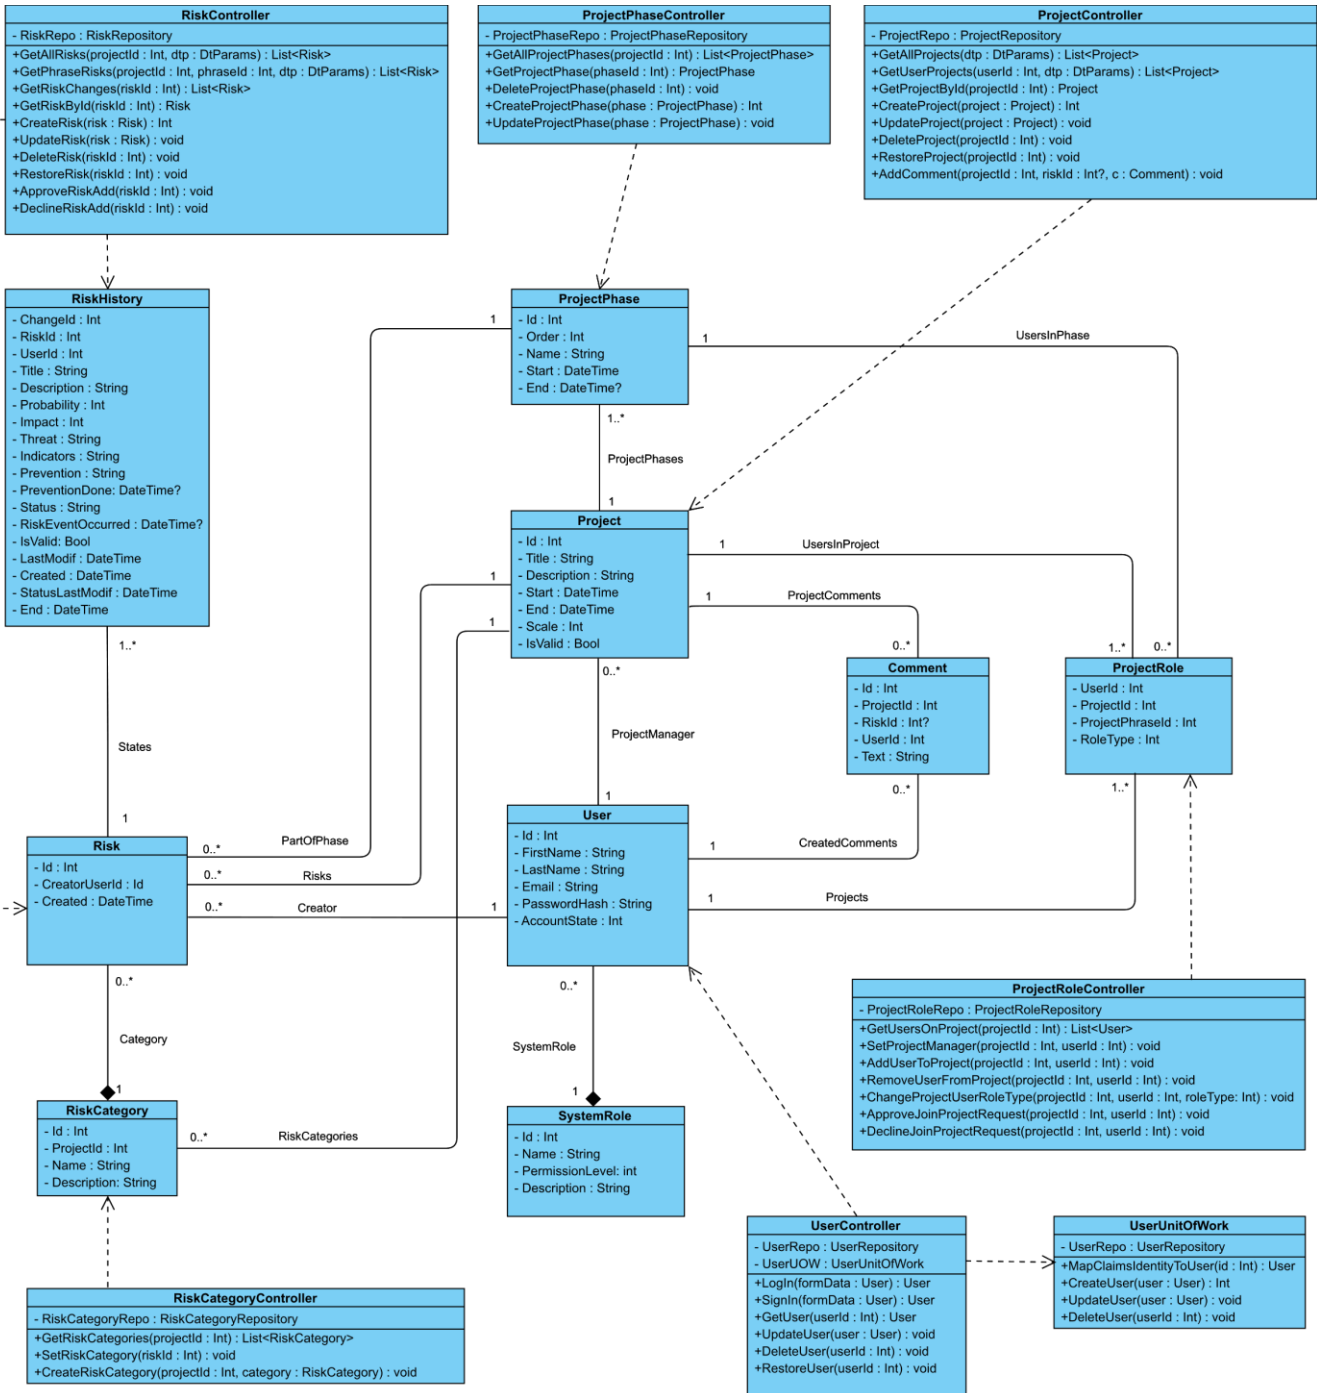 RiskController
- RiskRepo : RiskRepository
+GetAllRisks(projectId : Int, dtp : DtParams) : List<Risk>
+GetPhraseRisks(projectId : Int, phraseId : Int, dtp : DtParams) : List<Risk>
+GetRiskChanges(riskId : Int) : List<Risk>
+GetRiskById(riskId : Int) : Risk
+CreateRisk(risk : Risk) : Int
+UpdateRisk(risk : Risk) : void
+DeleteRisk(riskId : Int) : void
+RestoreRisk(riskId : Int) : void
+ApproveRiskAdd(riskId : Int) : void
+DeclineRiskAdd(riskId : Int) : void
ProjectPhaseController
- ProjectPhaseRepo : ProjectPhaseRepository
+GetAllProjectPhases(projectId : Int) : List<ProjectPhase>
+GetProjectPhase(phaseId : Int) : ProjectPhase
+DeleteProjectPhase(phaseId : Int) : void
+CreateProjectPhase(phase : ProjectPhase) : Int
+UpdateProjectPhase(phase : ProjectPhase) : void
ProjectController
- ProjectRepo : ProjectRepository
+GetAllProjects(dtp : DtParams) : List<Project>
+GetUserProjects(userId : Int, dtp : DtParams) : List<Project>
+GetProjectById(projectId : Int) : Project
+CreateProject(project : Project) : Int
+UpdateProject(project : Project) : void
+DeleteProject(projectId : Int) : void
+RestoreProject(projectId : Int) : void
+AddComment(projectId : Int, riskId : Int?, c : Comment) : void
RiskHistory
- ChangeId : Int
- RiskId : Int
- UserId : Int
- Title : String
- Description : String
- Probability : Int
- Impact : Int
- Threat : String
- Indicators : String
- Prevention : String
- PreventionDone: DateTime?
- Status : String
- RiskEventOccurred : DateTime?
- IsValid: Bool
- LastModif : DateTime
- Created : DateTime
- StatusLastModif : DateTime
- End : DateTime
ProjectPhase
- Id : Int
- Order : Int
- Name : String
- Start : DateTime
- End : DateTime?
1
1
UsersInPhase
1..*
ProjectPhases
1
Project
- Id : Int
- Title : String
- Description : String
- Start : DateTime
- End : DateTime
- Scale : Int
- IsValid : Bool
1
UsersInProject
1
1
ProjectComments
1
0..*
1..*
0..*
Comment
- Id : Int
- ProjectId : Int
- RiskId : Int?
- UserId : Int
- Text : String
ProjectRole
- UserId : Int
- ProjectId : Int
- ProjectPhraseId : Int
- RoleType : Int
1..*
States
1
0..*
ProjectManager
1
0..*
1..*
Risk
- Id : Int
- CreatorUserId : Id
- Created : DateTime
0..*
PartOfPhase
0..*
Risks
0..*
Creator
1
User
- Id : Int
- FirstName : String
- LastName : String
- Email : String
- PasswordHash : String
- AccountState : Int
1
CreatedComments
1
Projects
0..*
Category
1
0..*
SystemRole
1
RiskCategory
- Id : Int
- ProjectId : Int
- Name : String
- Description: String
0..*
RiskCategories
SystemRole
- Id : Int
- Name : String
- PermissionLevel: int
- Description : String
ProjectRoleController
- ProjectRoleRepo : ProjectRoleRepository
+GetUsersOnProject(projectId : Int) : List<User>
+SetProjectManager(projectId : Int, userId : Int) : void
+AddUserToProject(projectId : Int, userId : Int) : void
+RemoveUserFromProject(projectId : Int, userId : Int) : void
+ChangeProjectUserRoleType(projectId : Int, userId : Int, roleType: Int) : void
+ApproveJoinProjectRequest(projectId : Int, userId : Int) : void
+DeclineJoinProjectRequest(projectId : Int, userId : Int) : void
RiskCategoryController
- RiskCategoryRepo : RiskCategoryRepository
+GetRiskCategories(projectId : Int) : List<RiskCategory>
+SetRiskCategory(riskId : Int) : void
+CreateRiskCategory(projectId : Int, category : RiskCategory) : void
UserController
- UserRepo : UserRepository
- UserUOW : UserUnitOfWork
+LogIn(formData : User) : User
+SignIn(formData : User) : User
+GetUser(userId : Int) : User
+UpdateUser(user : User) : void
+DeleteUser(userId : Int) : void
+RestoreUser(userId : Int) : void
UserUnitOfWork
- UserRepo : UserRepository
+MapClaimsIdentityToUser(id : Int) : User
+CreateUser(user : User) : Int
+UpdateUser(user : User) : void
+DeleteUser(userId : Int) : void